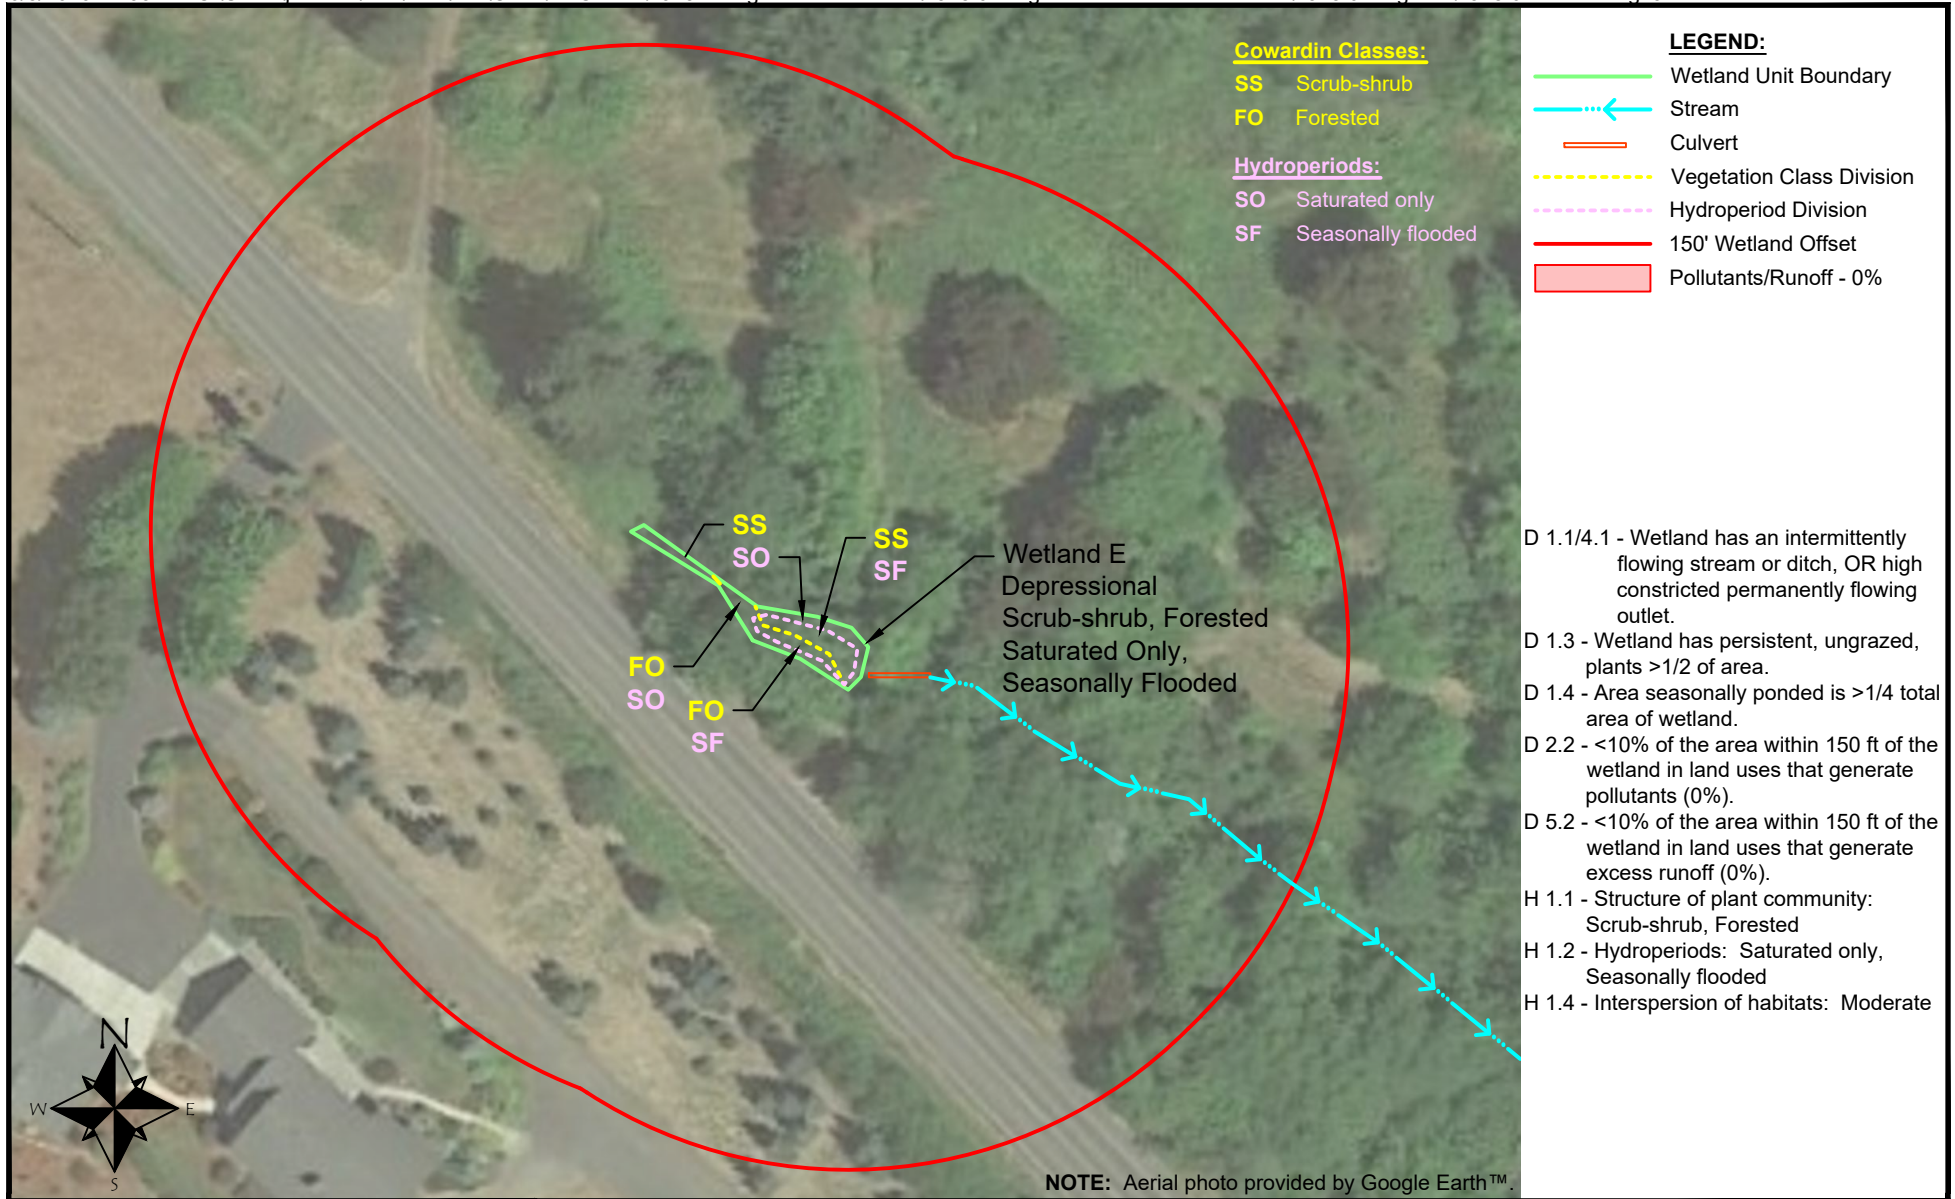 Cowardin Classes:
SS Scrub-shrub
FO Forested
Hydroperiods:
SO Saturated only
SF Seasonally flooded
LEGEND:
Wetland Unit Boundary
Stream
Culvert
Vegetation Class Division
Hydroperiod Division
150' Wetland Offset
Pollutants/Runoff - 0%
SS
SO
SS
SF
FO
SO
FO
SF
Wetland E
Depressional
Scrub-shrub, Forested
Saturated Only,
Seasonally Flooded
D 1.1/4.1 - Wetland has an intermittently
flowing stream or ditch, OR high
constricted permanently flowing
outlet.
D 1.3 - Wetland has persistent, ungrazed,
plants >1/2 of area.
D 1.4 - Area seasonally ponded is >1/4 total
area of wetland.
D 2.2 - <10% of the area within 150 ft of the
wetland in land uses that generate
pollutants (0%).
D 5.2 - <10% of the area within 150 ft of the
wetland in land uses that generate
excess runoff (0%).
H 1.1 - Structure of plant community:
Scrub-shrub, Forested
H 1.2 - Hydroperiods: Saturated only,
Seasonally flooded
H 1.4 - Interspersion of habitats: Moderate
N
W E
S
NOTE: Aerial photo provided by Google Earth™.